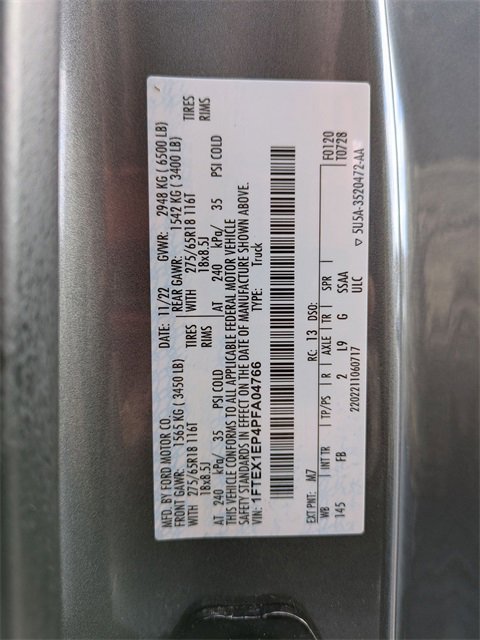 MFD. BY FORD MOTOR CO. DATE: 11/22 GVWR: 2948 KG ( 6500 LB)
FRONT GAWR: 1565 KG ( 3450 LB) REAR GAWR: 1542 KG ( 3400 LB)
WITH 275/65R18 116T TIRES WITH 275/65R18 116T TIRES
18x8.5J RIMS 18x8.5J RIMS
AT 240 kPa/ 35 PSI COLD AT 240 kPa/ 35 PSI COLD
THIS VEHICLE CONFORMS TO ALL APPLICABLE FEDERAL MOTOR VEHICLE
SAFETY STANDARDS IN EFFECT ON THE DATE OF MANUFACTURE SHOWN ABOVE.
VIN: 1FTEX1EP4PFA04766 TYPE: Truck
EXT PNT: M7 RC: 13 DSO: F0120
WB INT TR TP/PS R AXLE TR SPR T0728
145 FB 2 L9 G SSAA
2202211060717 ULC
▽ 5U5A-3520472-AA